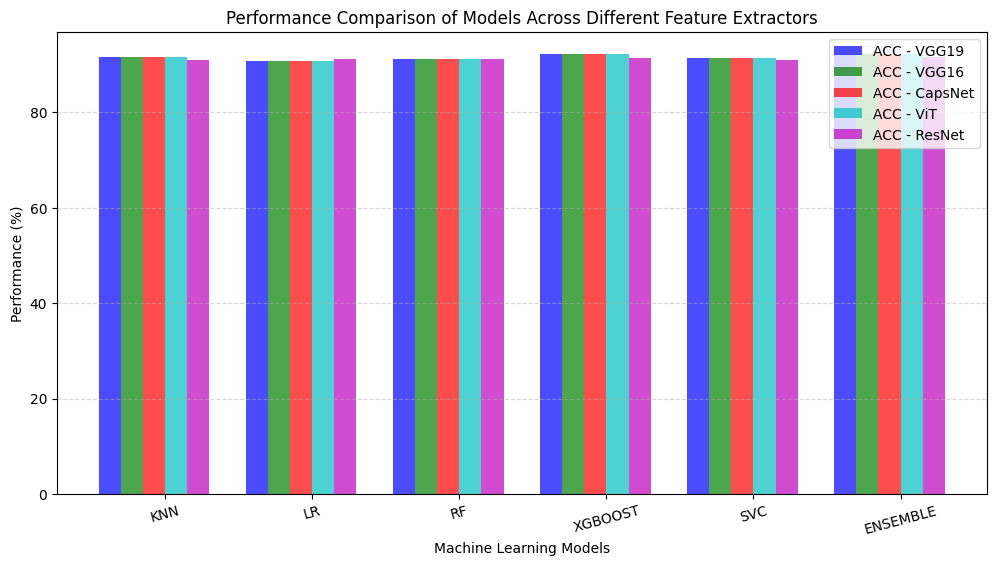 Performance Comparison of Models Across Different Feature Extractors
ACC - VGG19
ACC - VGG16
ACC - CapsNet
ACC - ViT
ACC - ResNet
Performance (%)
80
60
40
20
0
KNN
LR
RF
XGBOOST
SVC
ENSEMBLE
Machine Learning Models